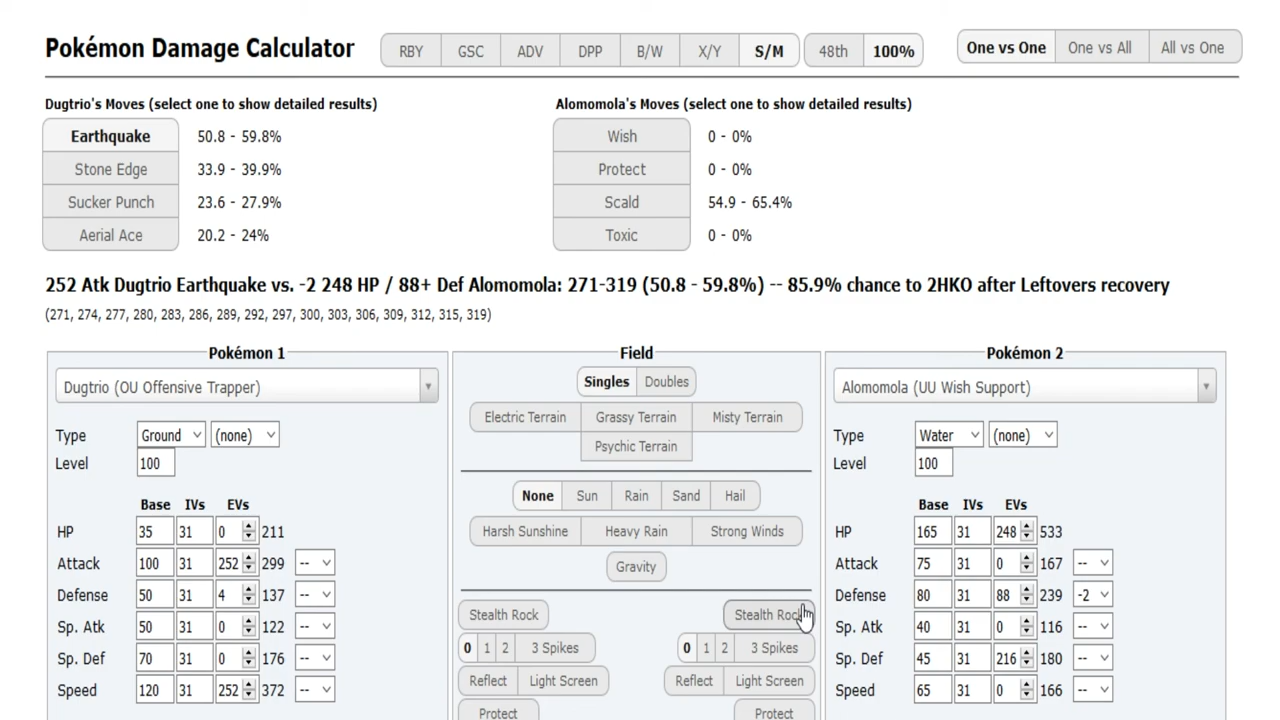 Pokémon Damage Calculator RBY GSC ADV DPP B/W X/Y S/M 48th 100% One vs One One vs All All vs One
Dugtrio's Moves (select one to show detailed results) Alomomola's Moves (select one to show detailed results)
Earthquake 50.8 - 59.8% Wish 0 - 0%
Stone Edge 33.9 - 39.9% Protect 0 - 0%
Sucker Punch 23.6 - 27.9% Scald 54.9 - 65.4%
Aerial Ace 20.2 - 24% Toxic 0 - 0%
252 Atk Dugtrio Earthquake vs. -2 248 HP / 88+ Def Alomomola: 271-319 (50.8 - 59.8%) -- 85.9% chance to 2HKO after Leftovers recovery
(271, 274, 277, 280, 283, 286, 289, 292, 297, 300, 303, 306, 309, 312, 315, 319)
Pokémon 1 Field Pokémon 2
Dugtrio (OU Offensive Trapper) Singles Doubles Alomomola (UU Wish Support)
Electric Terrain Grassy Terrain Misty Terrain
Type Ground (none) Psychic Terrain Type Water (none)
Level 100 Level 100
None Sun Rain Sand Hail
Base IVs EVs Base IVs EVs
HP 35 31 0 211 Harsh Sunshine Heavy Rain Strong Winds HP 165 31 248 533
Attack 100 31 252 299 -- Gravity Attack 75 31 0 167 --
Defense 50 31 4 137 -- Defense 80 31 88 239 -2
Stealth Rock Stealth
Sp. Atk 50 31 0 122 -- Sp. Atk 40 31 0 116 --
0 1 2 3 Spikes 0 1 2 3 Spikes
Sp. Def 70 31 0 176 -- Sp. Def 45 31 216 180 --
Reflect Light Screen Reflect Light Screen
Speed 120 31 252 372 -- Speed 65 31 0 166 --
Protect Protect